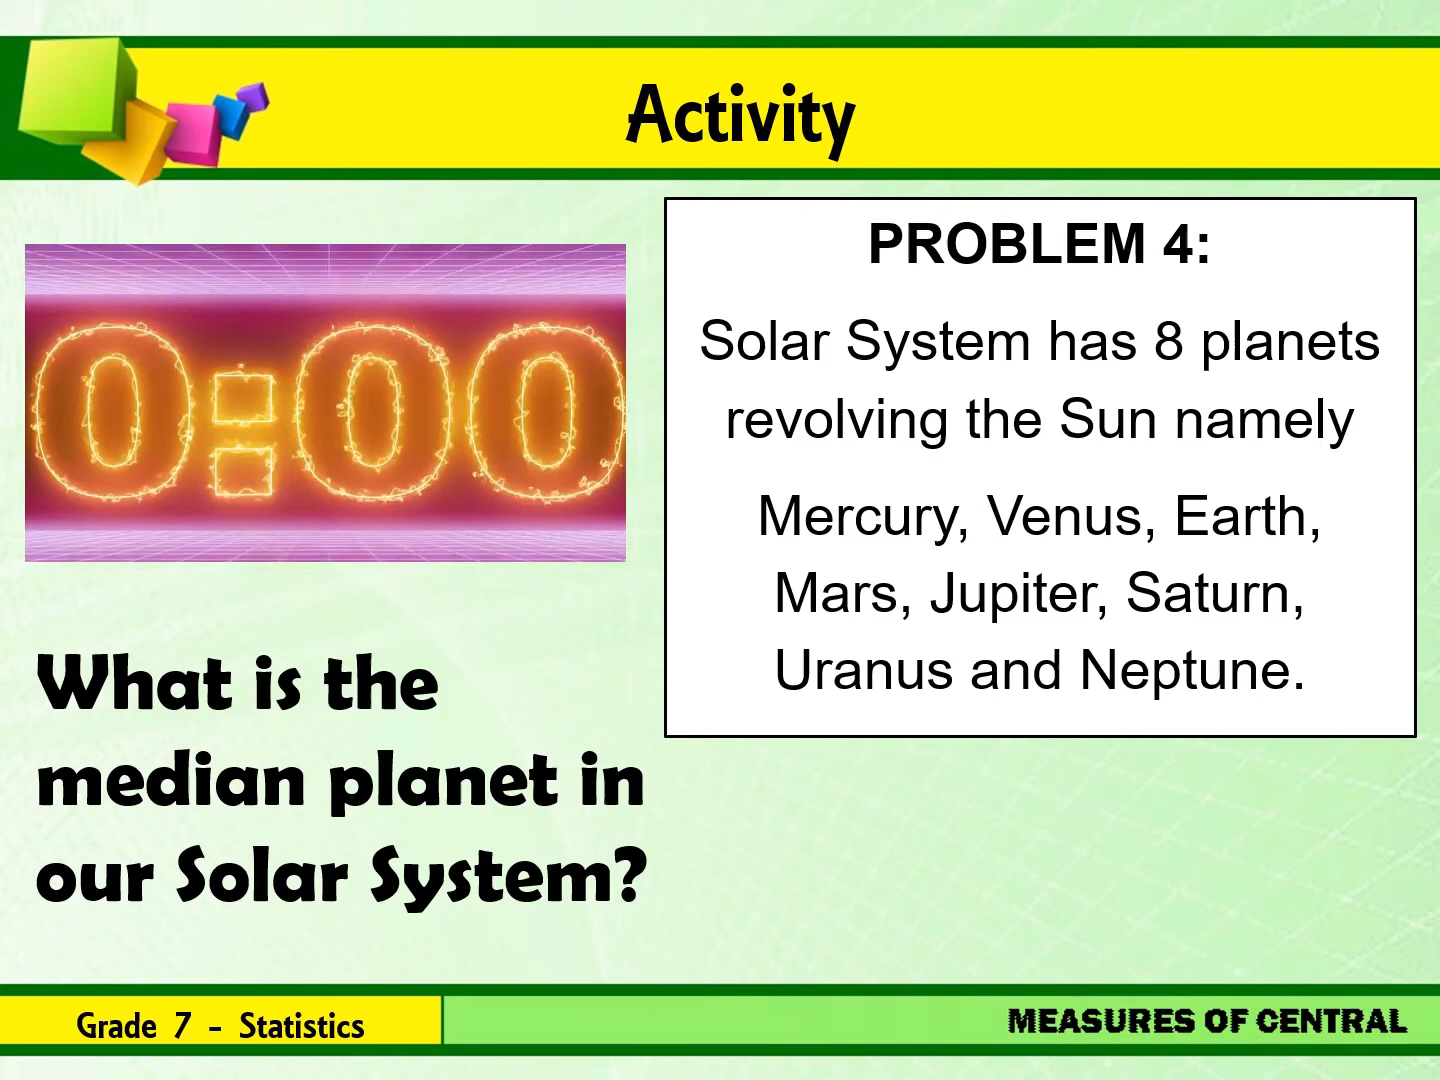 Activity
0:00
PROBLEM 4:
Solar System has 8 planets
revolving the Sun namely
Mercury, Venus, Earth,
Mars, Jupiter, Saturn,
Uranus and Neptune.
What is the
median planet in
our Solar System?
Grade 7 - Statistics
MEASURES OF CENTRAL